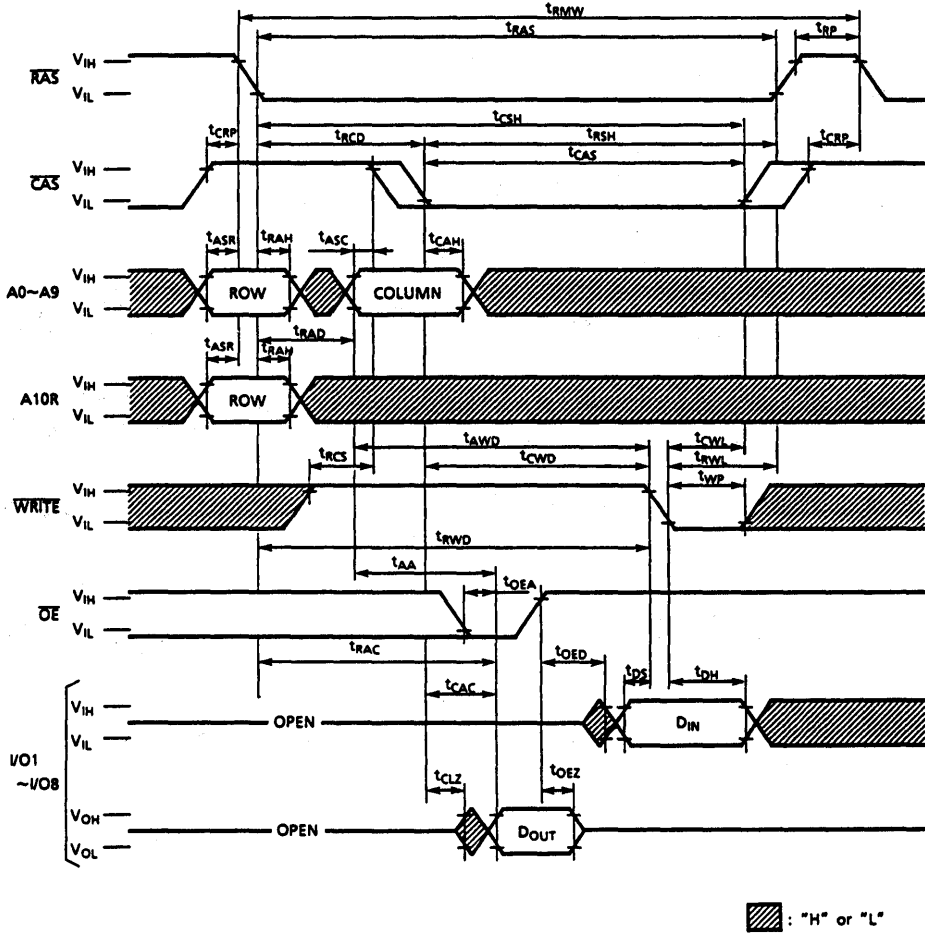 tRMW
tRAS
tRP
RAS
VIH
VIL
tCSH
tCRP
tRCD
tRSH
tCRP
tCAS
CAS
VIH
VIL
tASR
tRAH
tASC
tCAH
A0~A9
VIH
VIL
ROW
COLUMN
tRAD
tASR
tRAH
A10R
VIH
VIL
ROW
tAWD
tCWL
tRCS
tCWD
tRWL
tWP
WRITE
VIH
VIL
tRWD
tAA
tOEA
OE
VIH
VIL
tRAC
tOED
tCAC
tDS
tDH
VIH
VIL
OPEN
DIN
I/O1
~I/O8
tCLZ
tOEZ
VOH
VOL
OPEN
DOUT
: "H" or "L"